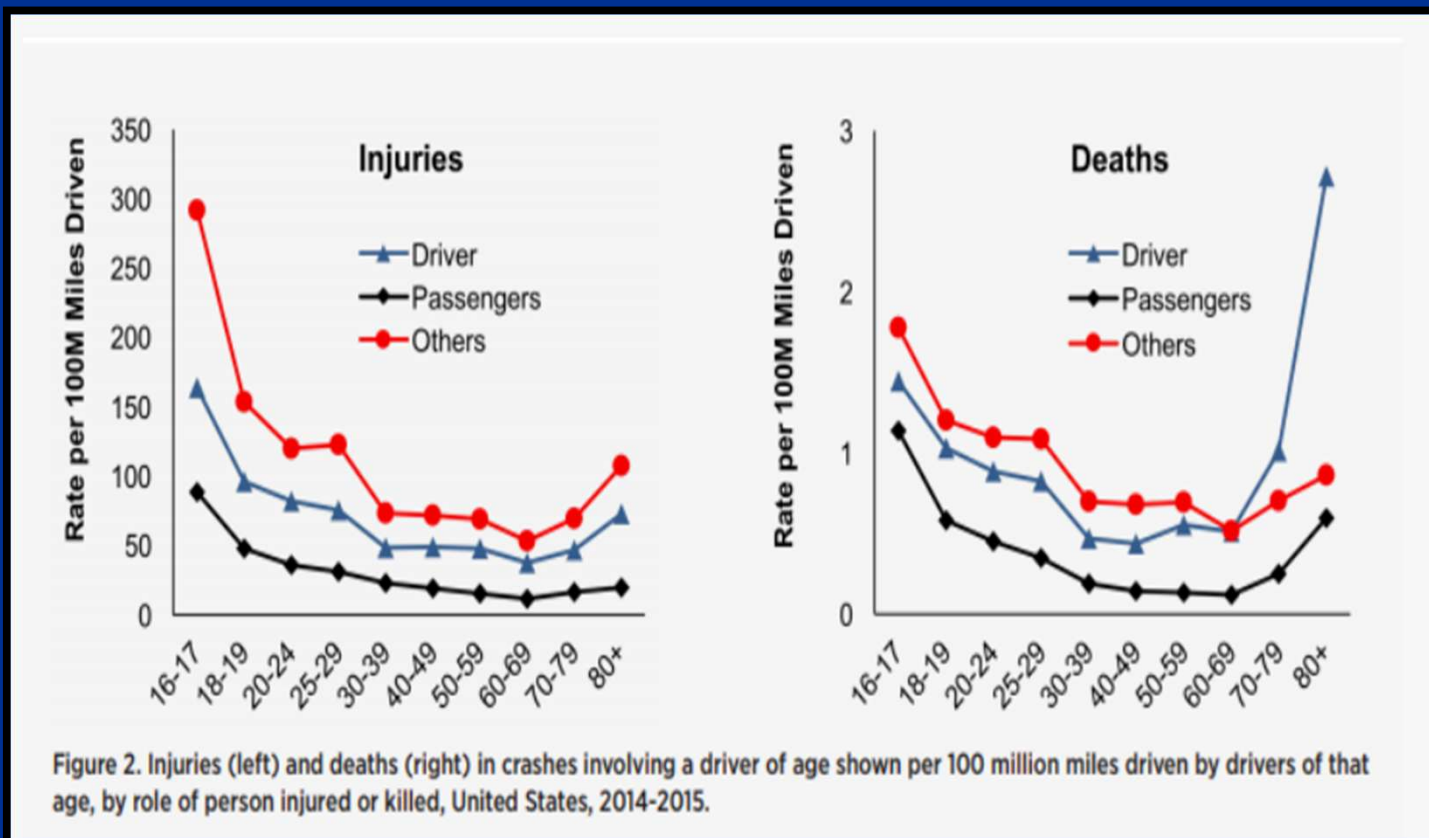 Injuries
Rate per 100M Miles Driven
350
300
250
200
150
100
50
0
Driver
Passengers
Others
16-17
18-19
20-24
25-29
30-39
40-49
50-59
60-69
70-79
80+
Deaths
Rate per 100M Miles Driven
3
2
1
0
Driver
Passengers
Others
16-17
18-19
20-24
25-29
30-39
40-49
50-59
60-69
70-79
80+
Figure 2. Injuries (left) and deaths (right) in crashes involving a driver of age shown per 100 million miles driven by drivers of that
age, by role of person injured or killed, United States, 2014-2015.